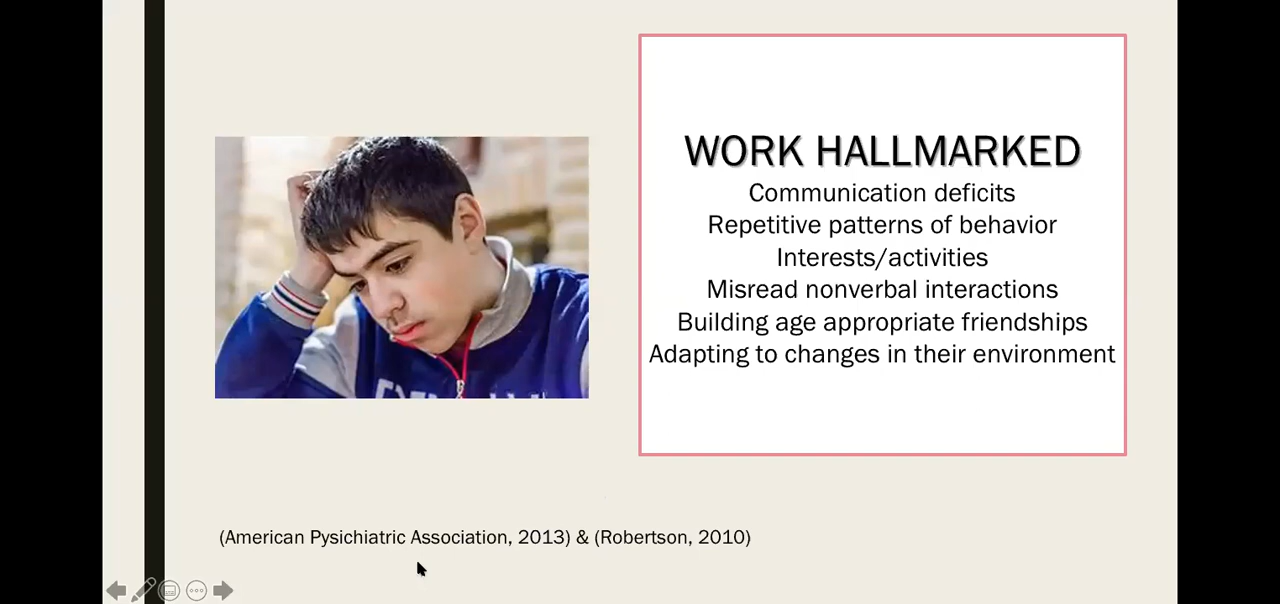 WORK HALLMARKED
Communication deficits
Repetitive patterns of behavior
Interests/activities
Misread nonverbal interactions
Building age appropriate friendships
Adapting to changes in their environment
(American Pysichiatric Association, 2013) & (Robertson, 2010)